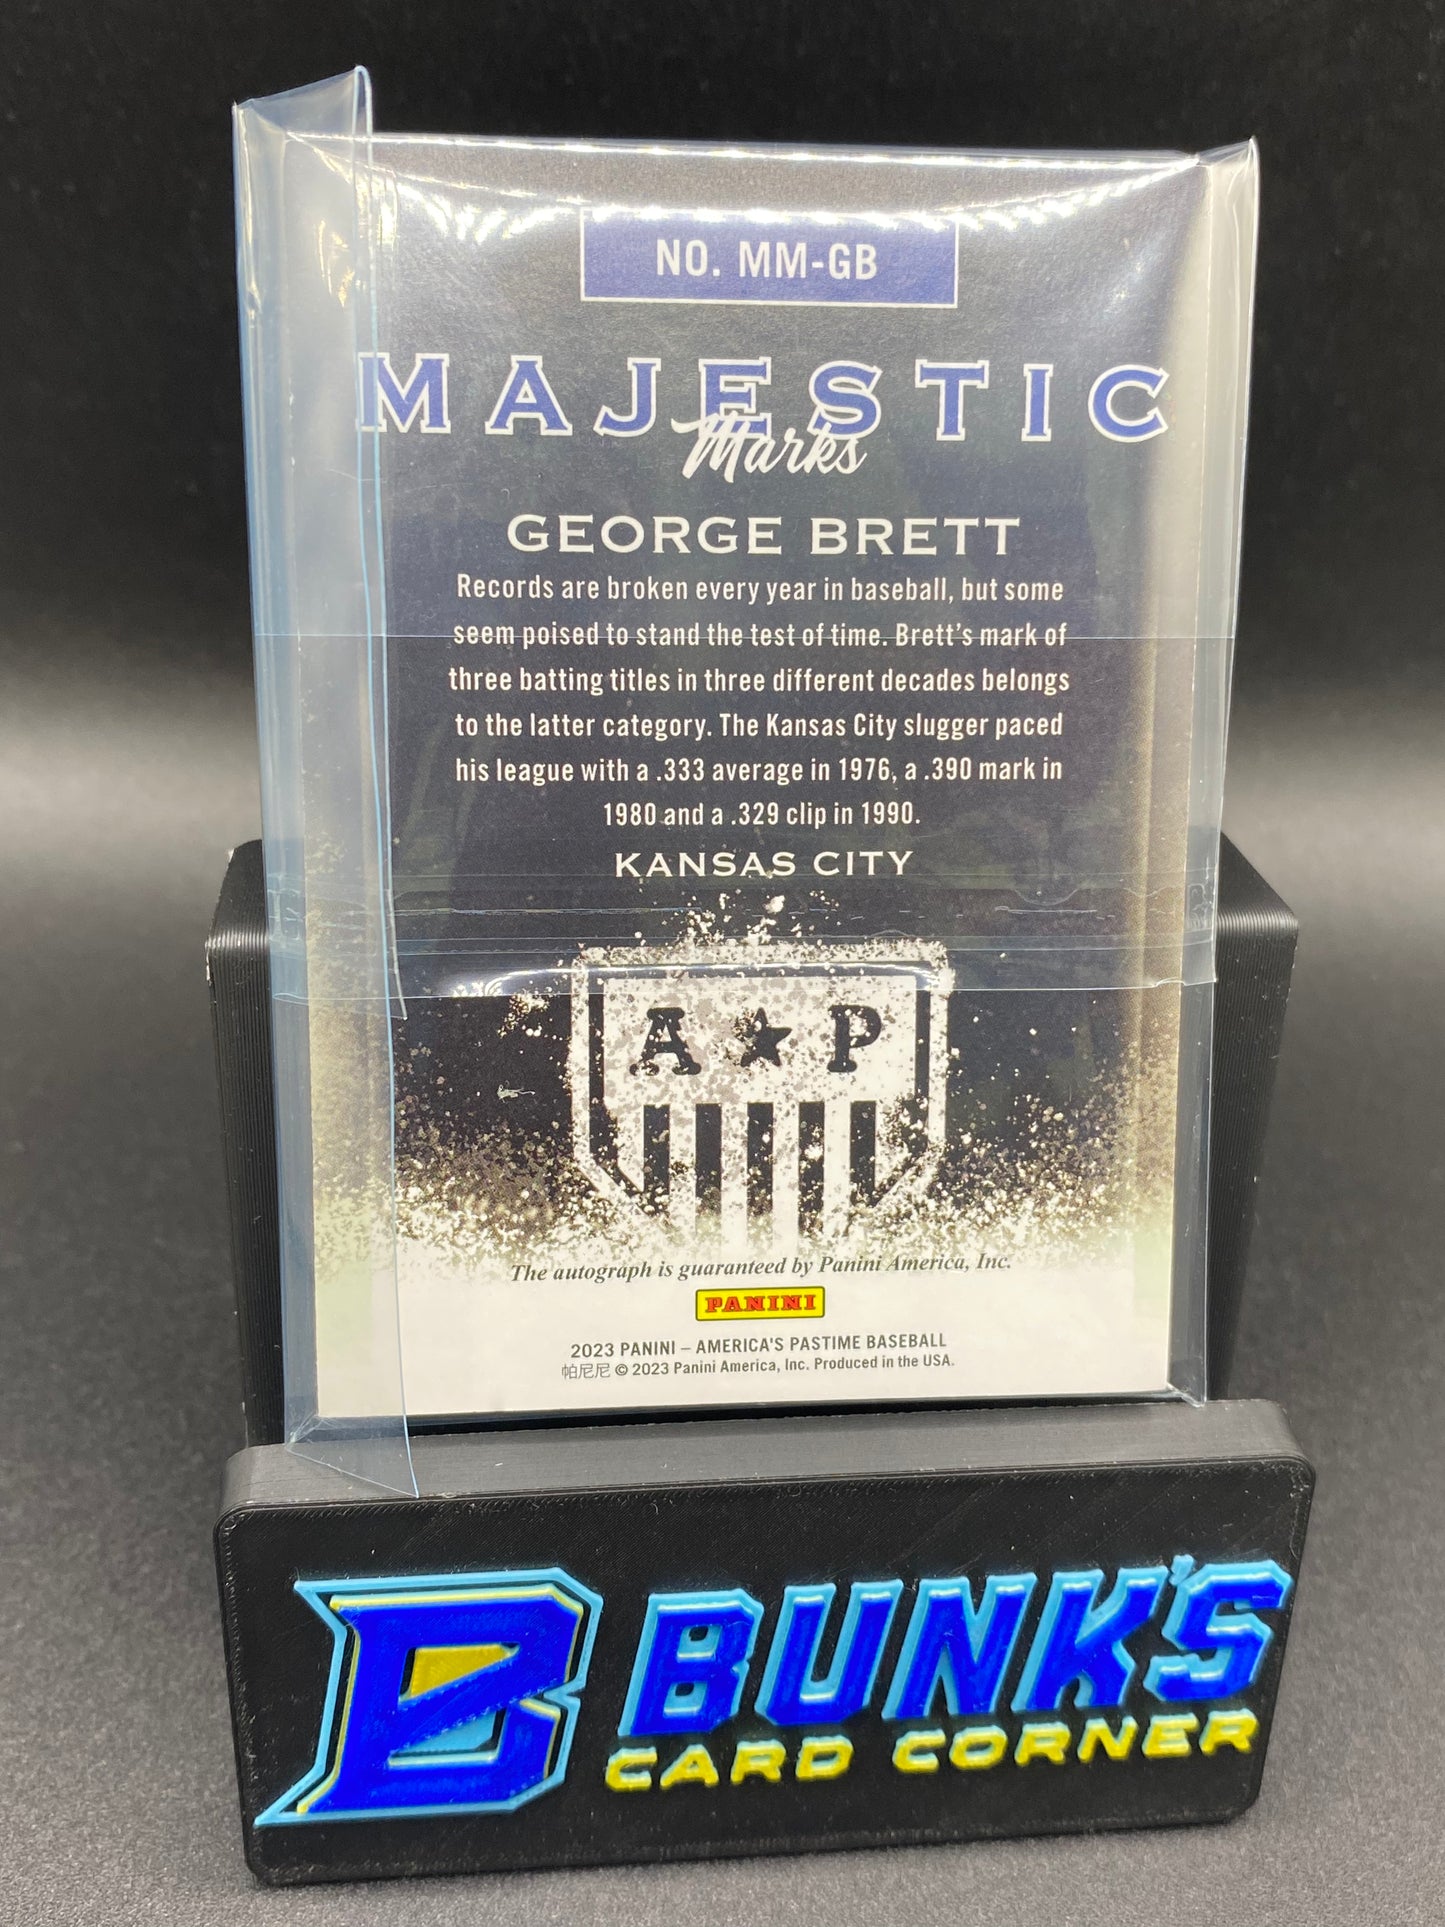 NO. MM-GB
MAJESTIC
Marks
GEORGE BRETT
Records are broken every year in baseball, but some
seem poised to stand the test of time. Brett's mark of
three batting titles in three different decades belongs
to the latter category. The Kansas City slugger paced
his league with a .333 average in 1976, a .390 mark in
1980 and a .329 clip in 1990.
KANSAS CITY
A★P
The autograph is guaranteed by Panini America, Inc.
PANINI
2023 PANINI – AMERICA'S PASTIME BASEBALL
帕尼尼 © 2023 Panini America, Inc. Produced in the USA.
B BUNK'S
CARD CORNER